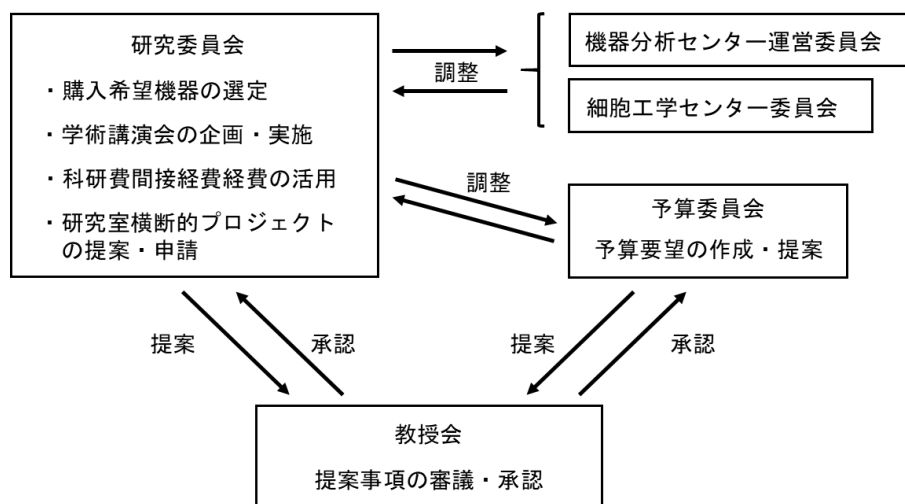 研究委員会
・購入希望機器の選定
・学術講演会の企画・実施
・科研費間接経費経費の活用
・研究室横断的プロジェクト
の提案・申請
調整
機器分析センター運営委員会
細胞工学センター委員会
調整
予算委員会
予算要望の作成・提案
提案
承認
提案
承認
教授会
提案事項の審議・承認